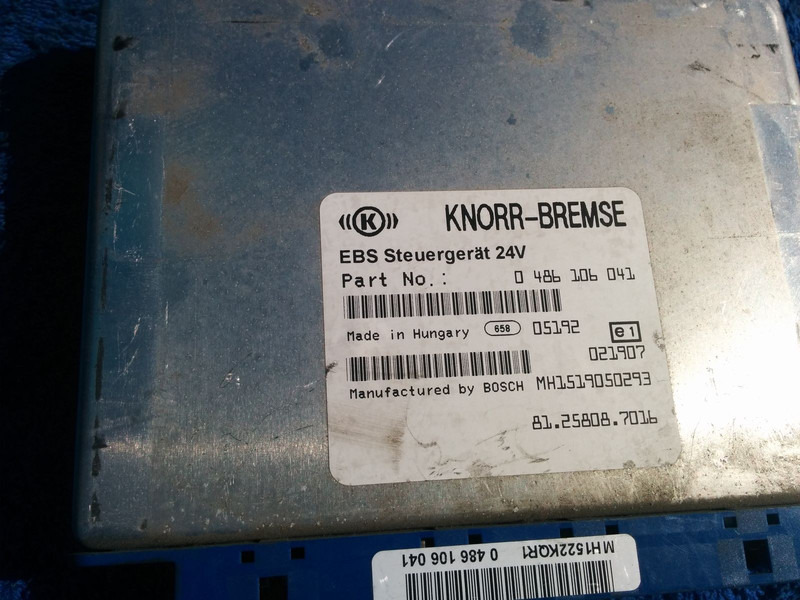 K KNORR-BREMSE
EBS Steuergerät 24V
Part No.: 0 486 106 041
Made in Hungary 658 05192 e1
021907
Manufactured by BOSCH MH1519050293
81.25808.7016
MH1522KQR1 0 486 106 041